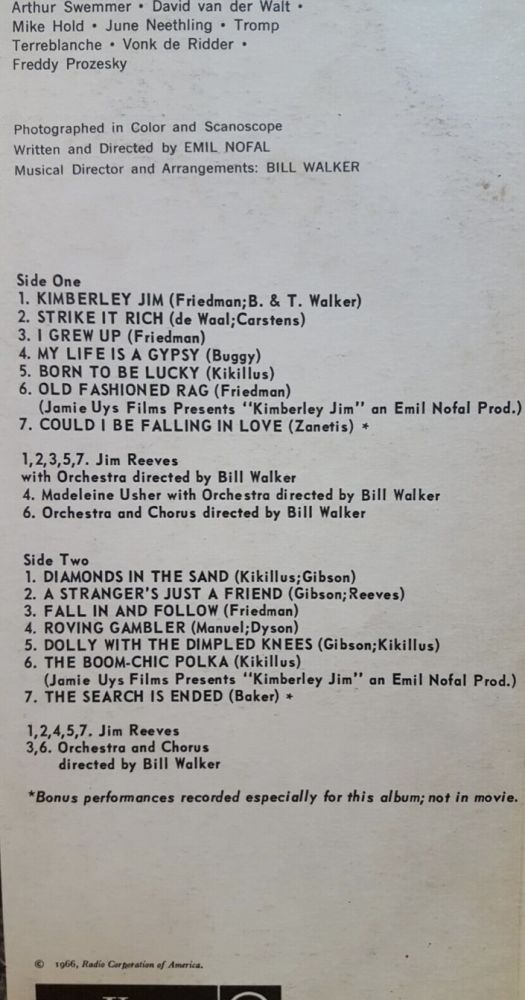 Arthur Swemmer • David van der Walt •
Mike Hold • June Neethling • Tromp
Terreblanche • Vonk de Ridder •
Freddy Prozesky
Photographed in Color and Scanoscope
Written and Directed by EMIL NOFAL
Musical Director and Arrangements: BILL WALKER
Side One
1. KIMBERLEY JIM (Friedman;B. & T. Walker)
2. STRIKE IT RICH (de Waal;Carstens)
3. I GREW UP (Friedman)
4. MY LIFE IS A GYPSY (Buggy)
5. BORN TO BE LUCKY (Kikillus)
6. OLD FASHIONED RAG (Friedman)
(Jamie Uys Films Presents "Kimberley Jim" an Emil Nofal Prod.)
7. COULD I BE FALLING IN LOVE (Zanetis) *
1,2,3,5,7. Jim Reeves
with Orchestra directed by Bill Walker
4. Madeleine Usher with Orchestra directed by Bill Walker
6. Orchestra and Chorus directed by Bill Walker
Side Two
1. DIAMONDS IN THE SAND (Kikillus;Gibson)
2. A STRANGER'S JUST A FRIEND (Gibson;Reeves)
3. FALL IN AND FOLLOW (Friedman)
4. ROVING GAMBLER (Manuel;Dyson)
5. DOLLY WITH THE DIMPLED KNEES (Gibson;Kikillus)
6. THE BOOM-CHIC POLKA (Kikillus)
(Jamie Uys Films Presents "Kimberley Jim" an Emil Nofal Prod.)
7. THE SEARCH IS ENDED (Baker) *
1,2,4,5,7. Jim Reeves
3,6. Orchestra and Chorus
directed by Bill Walker
*Bonus performances recorded especially for this album; not in movie.
© 1966, Radio Corporation of America.